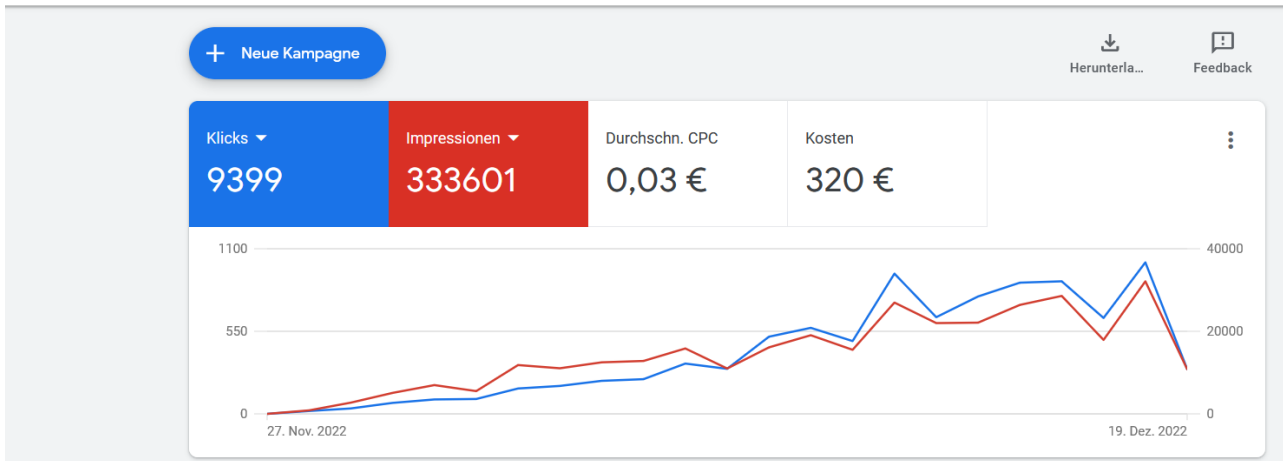 Neue Kampagne
Herunterla...
Feedback
Klicks
Impressionen
Durchschn. CPC
Kosten
9399
333601
0,03 €
320 €
1100
40000
550
20000
0
0
27. Nov. 2022
19. Dez. 2022